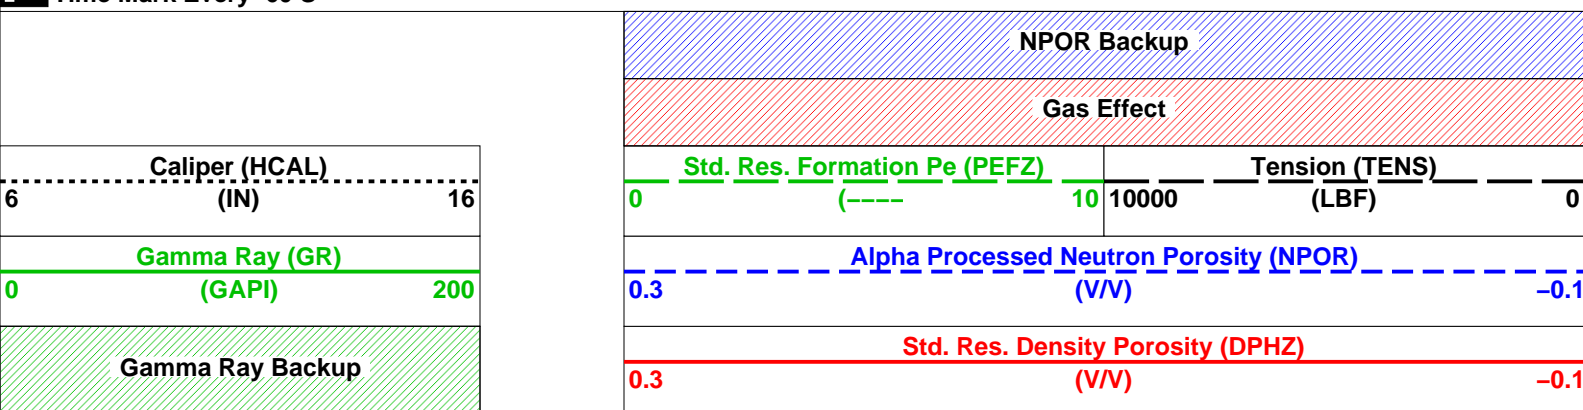 NPOR Backup
Gas Effect
Caliper (HCAL)
6 (IN) 16
Std. Res. Formation Pe (PEFZ)
0 (---- 10
Tension (TENS)
10000 (LBF) 0
Gamma Ray (GR)
0 (GAPI) 200
Alpha Processed Neutron Porosity (NPOR)
0.3 (V/V) −0.1
Gamma Ray Backup
Std. Res. Density Porosity (DPHZ)
0.3 (V/V) −0.1